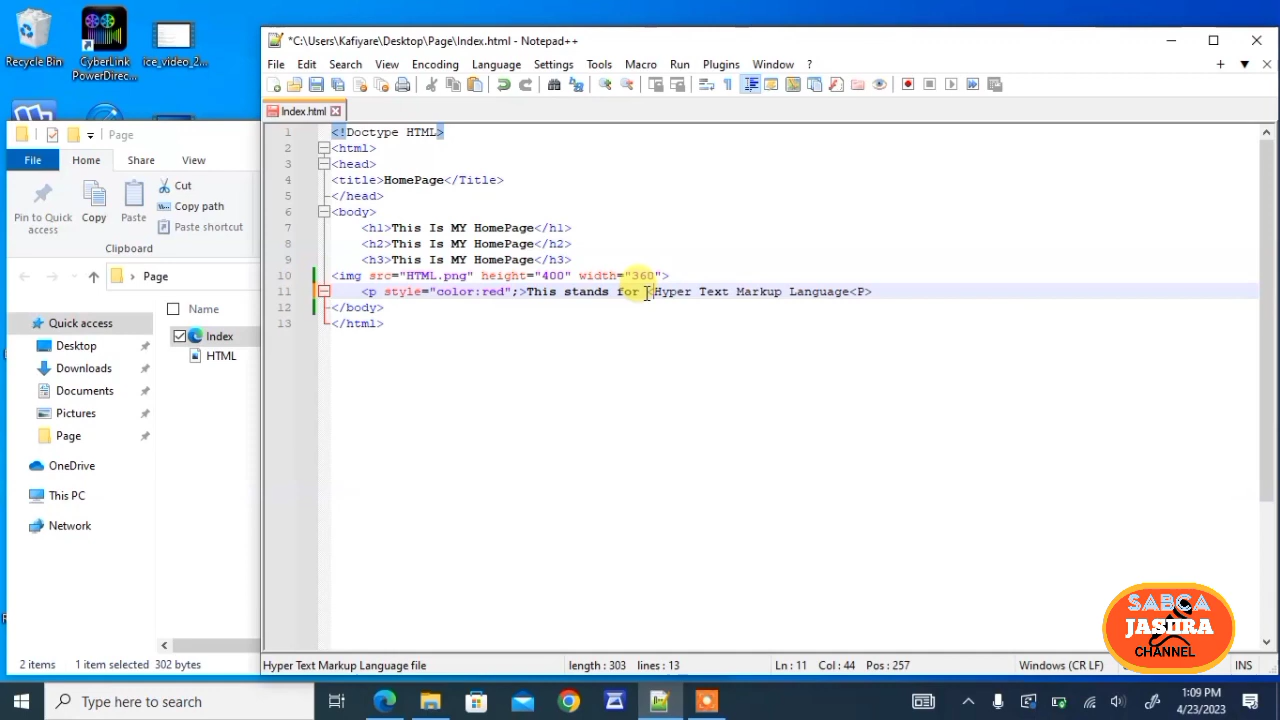 Recycle Bin
CyberLink
PowerDirec...
ice_video_2...
Page
File
Home
Share
View
Pin to Quick
access
Copy
Paste
Cut
Copy path
Paste shortcut
Clipboard
Page
Name
Quick access
Desktop
Downloads
Documents
Pictures
Page
OneDrive
This PC
Network
Index
HTML
2 items
1 item selected 302 bytes
*C:\Users\Kafiyare\Desktop\Page\Index.html - Notepad++
File Edit Search View Encoding Language Settings Tools Macro Run Plugins Window ?
Index.html
1 <!Doctype HTML>
2 <html>
3 <head>
4 <title>HomePage</Title>
5 </head>
6 <body>
7 <h1>This Is MY HomePage</h1>
8 <h2>This Is MY HomePage</h2>
9 <h3>This Is MY HomePage</h3>
10 <img src="HTML.png" height="400" width="360">
11 <p style="color:red";>This stands for <Hyper Text Markup Language<P>
12 </body>
13 </html>
Hyper Text Markup Language file
length : 303 lines : 13
Ln : 11 Col : 44 Pos : 257
Windows (CR LF)
INS
SABCA
JASIIRA
CHANNEL
Type here to search
1:09 PM
4/23/2023